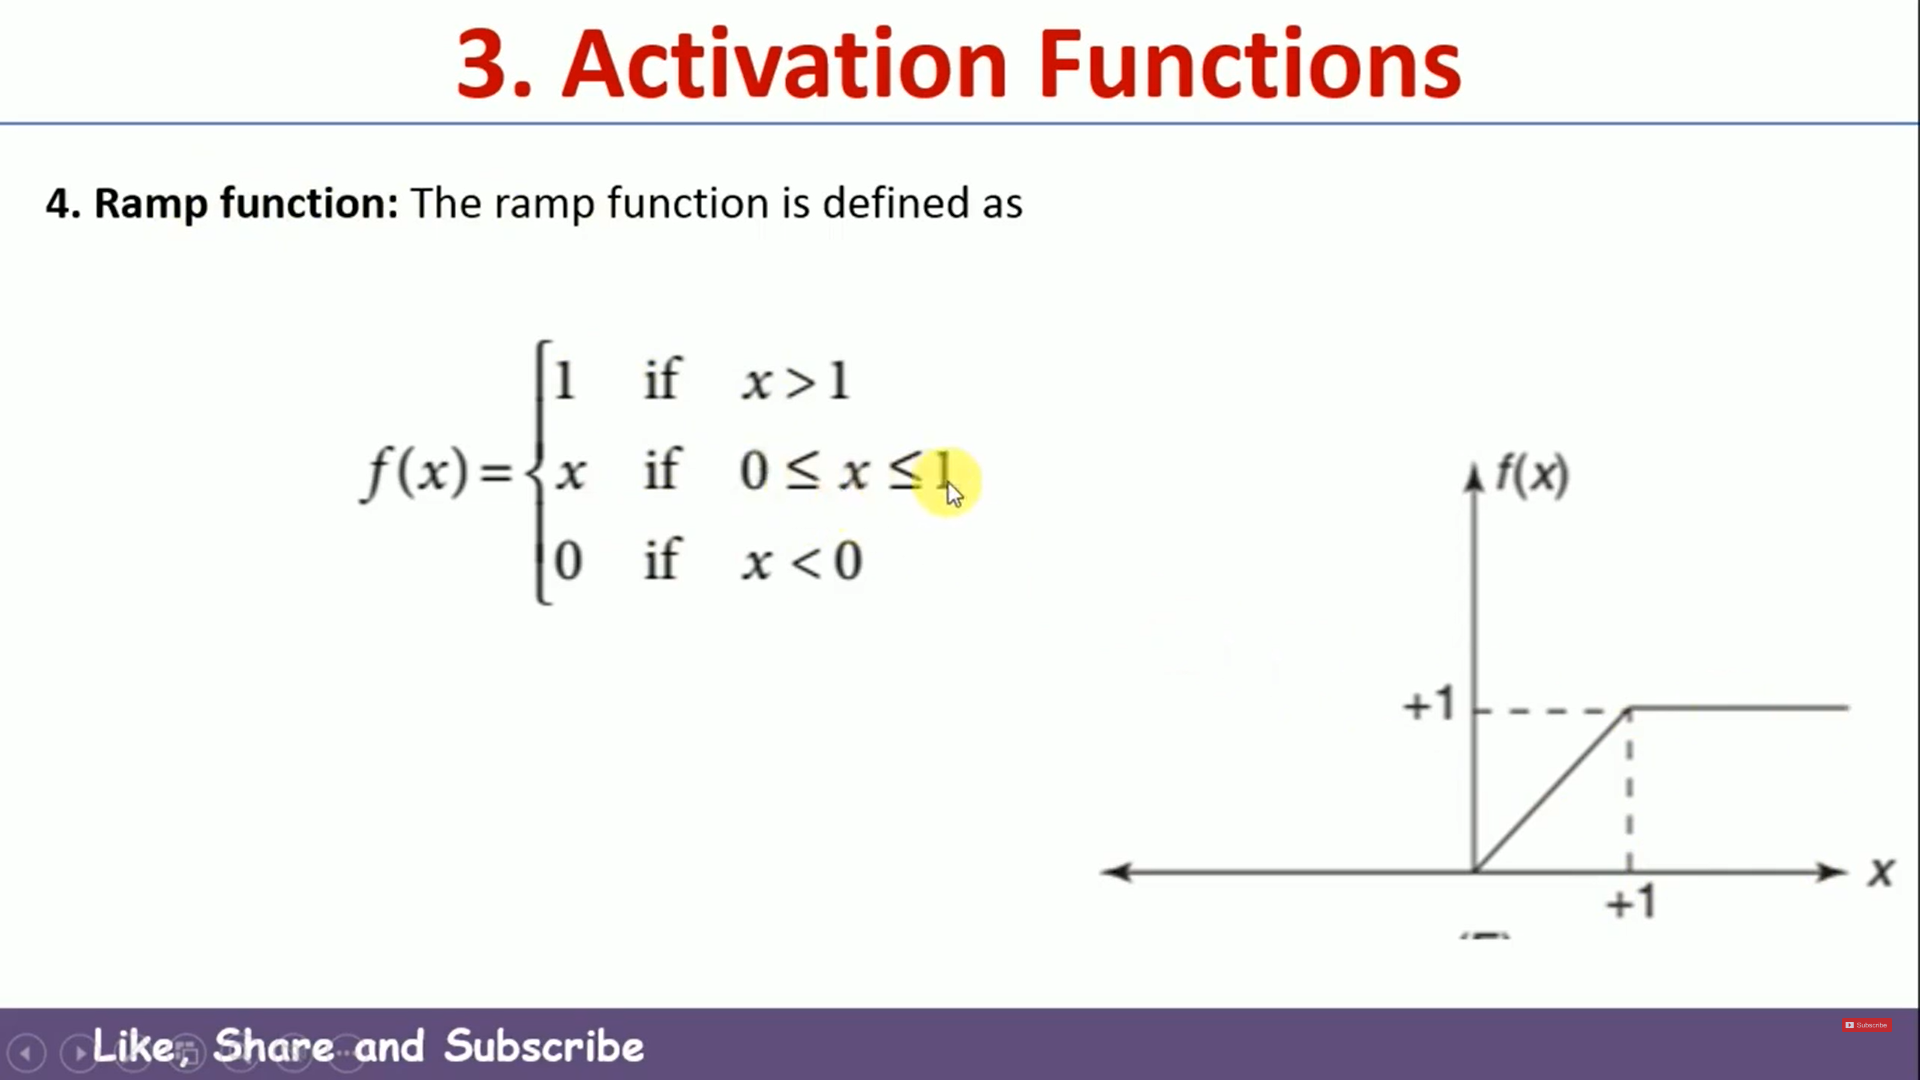 3. Activation Functions
4. Ramp function: The ramp function is defined as
1 if x > 1
f(x) = { x if 0 ≤ x ≤ 1
0 if x < 0
f(x)
+1
x
+1
Like, Share and Subscribe
Subscribe